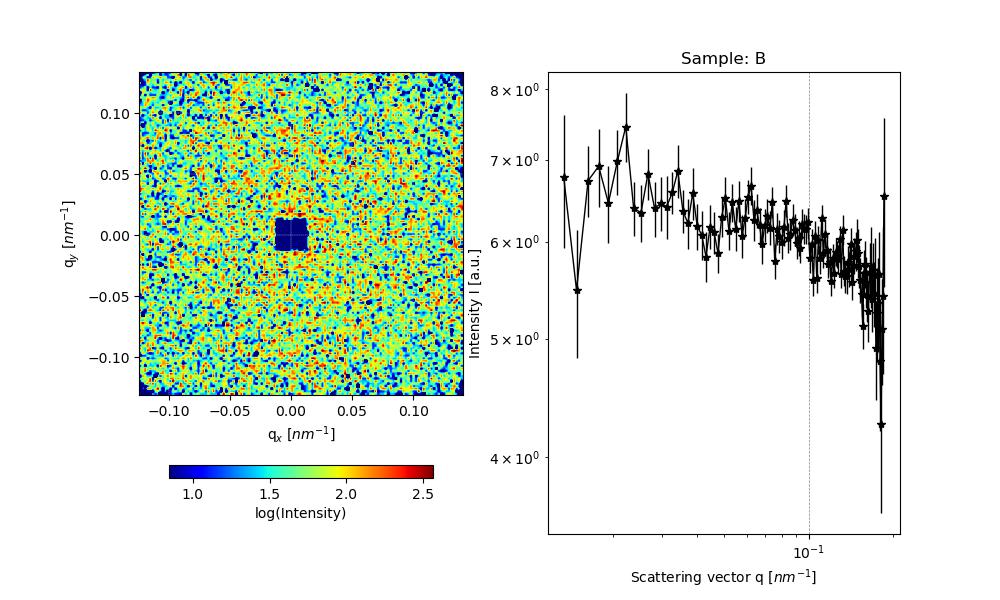 Sample: B
0.10
0.05
0.00
−0.05
−0.10
q_y [nm⁻¹]
−0.10 −0.05 0.00 0.05 0.10
qₓ [nm⁻¹]
1.0 1.5 2.0 2.5
log(Intensity)
8 × 10⁰
7 × 10⁰
6 × 10⁰
5 × 10⁰
4 × 10⁰
Intensity I [a.u.]
10⁻¹
Scattering vector q [nm⁻¹]